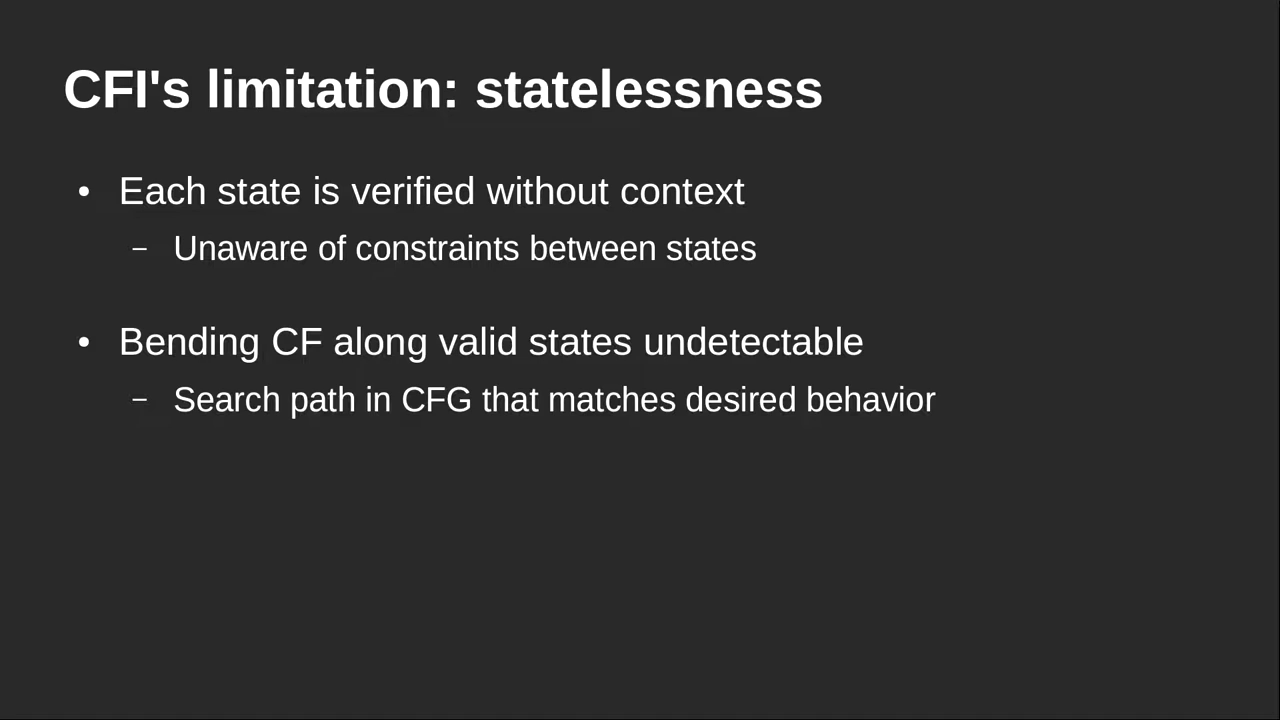 CFI's limitation: statelessness
• Each state is verified without context
– Unaware of constraints between states
• Bending CF along valid states undetectable
– Search path in CFG that matches desired behavior